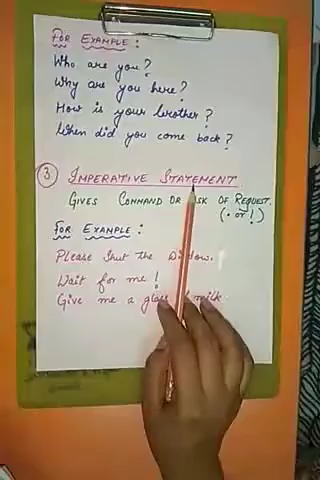 For Example :
Who are you ?
Why are you here ?
How is your brother ?
When did you come back ?
3 Imperative Statement
Gives Command or ask of Request.
(. or !)
For Example :
Please shut the window.
Wait for me !
Give me a glass milk